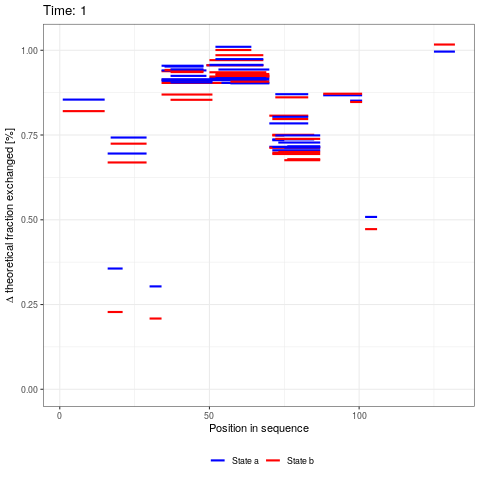 Time: 1
Δ theoretical fraction exchanged [%]
1.00
0.75
0.50
0.25
0.00
0 50 100
Position in sequence
State a State b